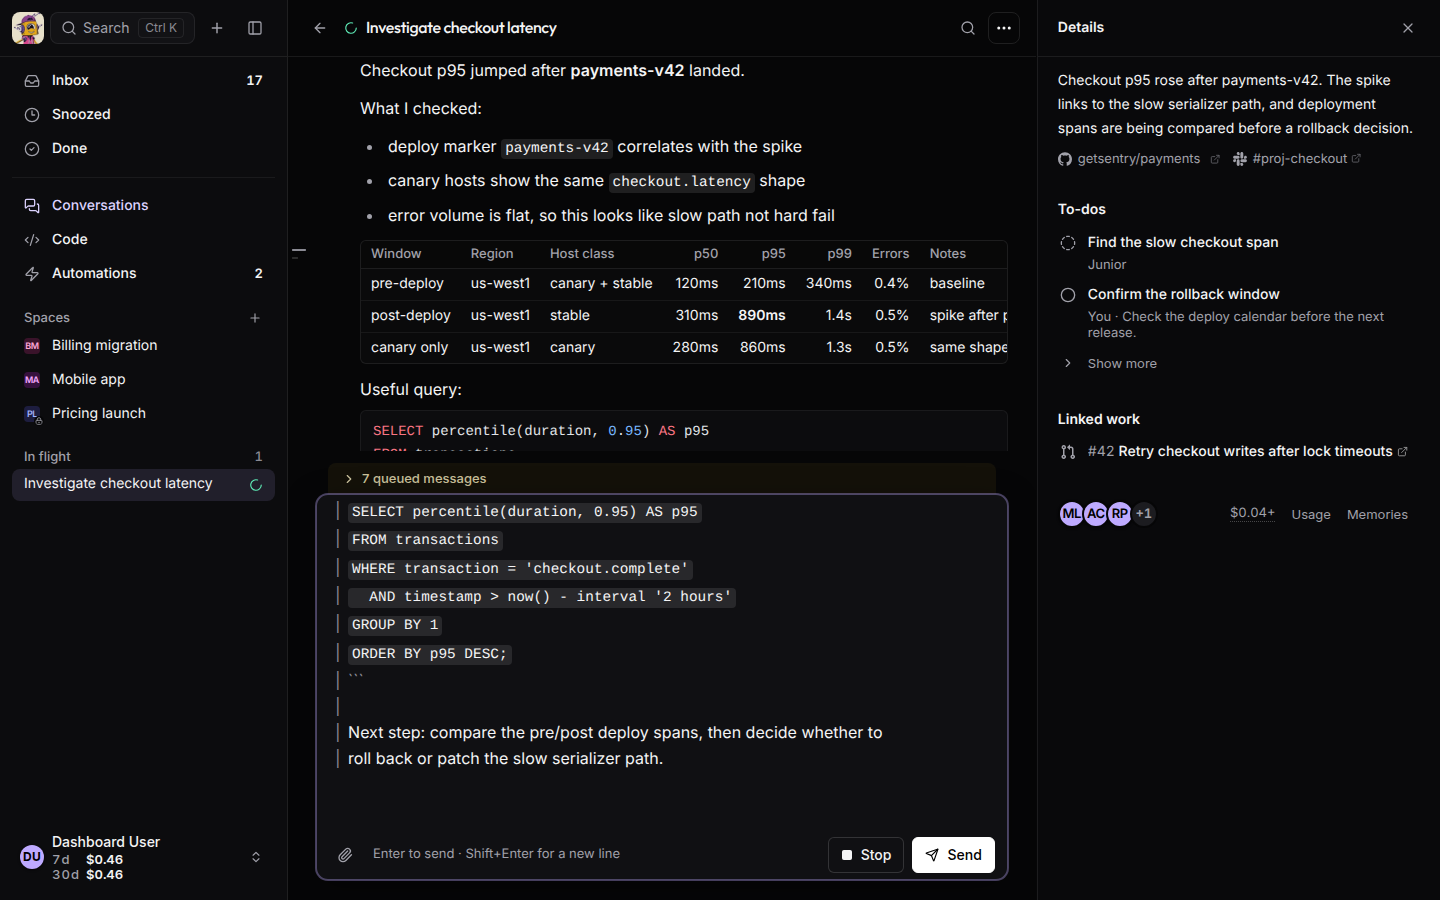 Search Ctrl K
Inbox 17
Snoozed
Done
Conversations
Code
Automations 2
Spaces
BM Billing migration
MA Mobile app
PL Pricing launch
In flight 1
Investigate checkout latency
DU Dashboard User
7d $0.46
30d $0.46
Investigate checkout latency
Checkout p95 jumped after payments-v42 landed.
What I checked:
deploy marker payments-v42 correlates with the spike
canary hosts show the same checkout.latency shape
error volume is flat, so this looks like slow path not hard fail
Window Region Host class p50 p95 p99 Errors Notes
pre-deploy us-west1 canary + stable 120ms 210ms 340ms 0.4% baseline
post-deploy us-west1 stable 310ms 890ms 1.4s 0.5% spike after p
canary only us-west1 canary 280ms 860ms 1.3s 0.5% same shape
Useful query:
SELECT percentile(duration, 0.95) AS p95
FROM transactions
7 queued messages
SELECT percentile(duration, 0.95) AS p95
FROM transactions
WHERE transaction = 'checkout.complete'
AND timestamp > now() - interval '2 hours'
GROUP BY 1
ORDER BY p95 DESC;
```
Next step: compare the pre/post deploy spans, then decide whether to
roll back or patch the slow serializer path.
Enter to send · Shift+Enter for a new line
Stop
Send
Details
Checkout p95 rose after payments-v42. The spike
links to the slow serializer path, and deployment
spans are being compared before a rollback decision.
getsentry/payments #proj-checkout
To-dos
Find the slow checkout span
Junior
Confirm the rollback window
You · Check the deploy calendar before the next
release.
Show more
Linked work
#42 Retry checkout writes after lock timeouts
ML AC RP +1 $0.04+ Usage Memories